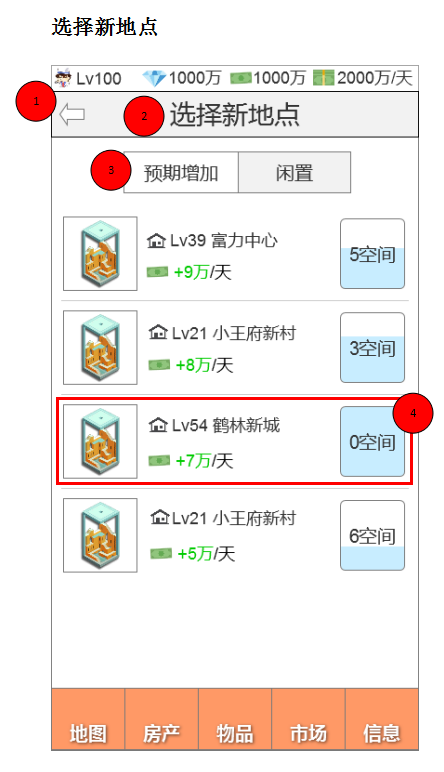 选择新地点
Lv100 1000万 1000万 2000万/天
1
2 选择新地点
3 预期增加 闲置
Lv39 富力中心
+9万/天
5空间
Lv21 小王府新村
+8万/天
3空间
4
Lv54 鹤林新城
+7万/天
0空间
Lv21 小王府新村
+5万/天
6空间
地图 房产 物品 市场 信息